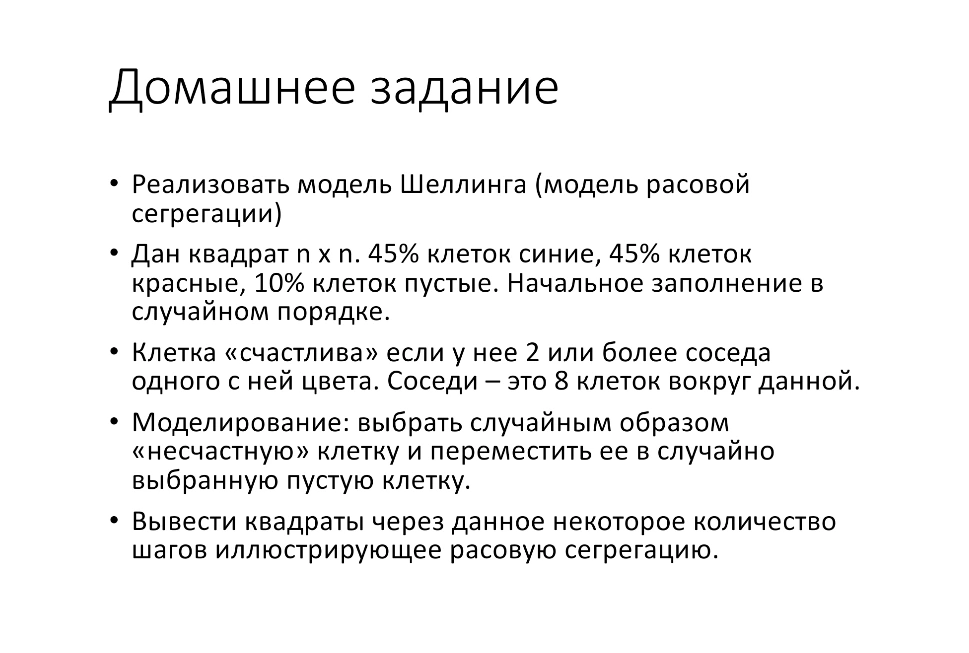 Домашнее задание
• Реализовать модель Шеллинга (модель расовой
сегрегации)
• Дан квадрат n x n. 45% клеток синие, 45% клеток
красные, 10% клеток пустые. Начальное заполнение в
случайном порядке.
• Клетка «счастлива» если у нее 2 или более соседа
одного с ней цвета. Соседи – это 8 клеток вокруг данной.
• Моделирование: выбрать случайным образом
«несчастную» клетку и переместить ее в случайно
выбранную пустую клетку.
• Вывести квадраты через данное некоторое количество
шагов иллюстрирующее расовую сегрегацию.